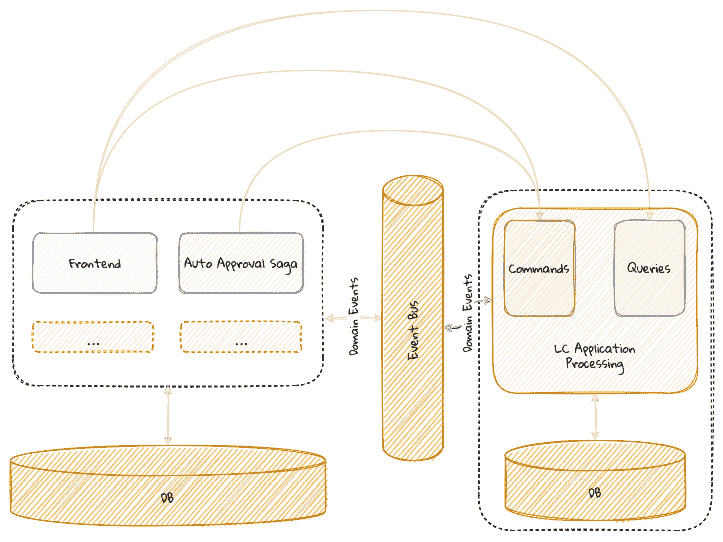 Frontend
Auto Approval Saga
...
...
DB
Domain Events
Event Bus
Domain Events
Commands
Queries
LC Application
Processing
DB